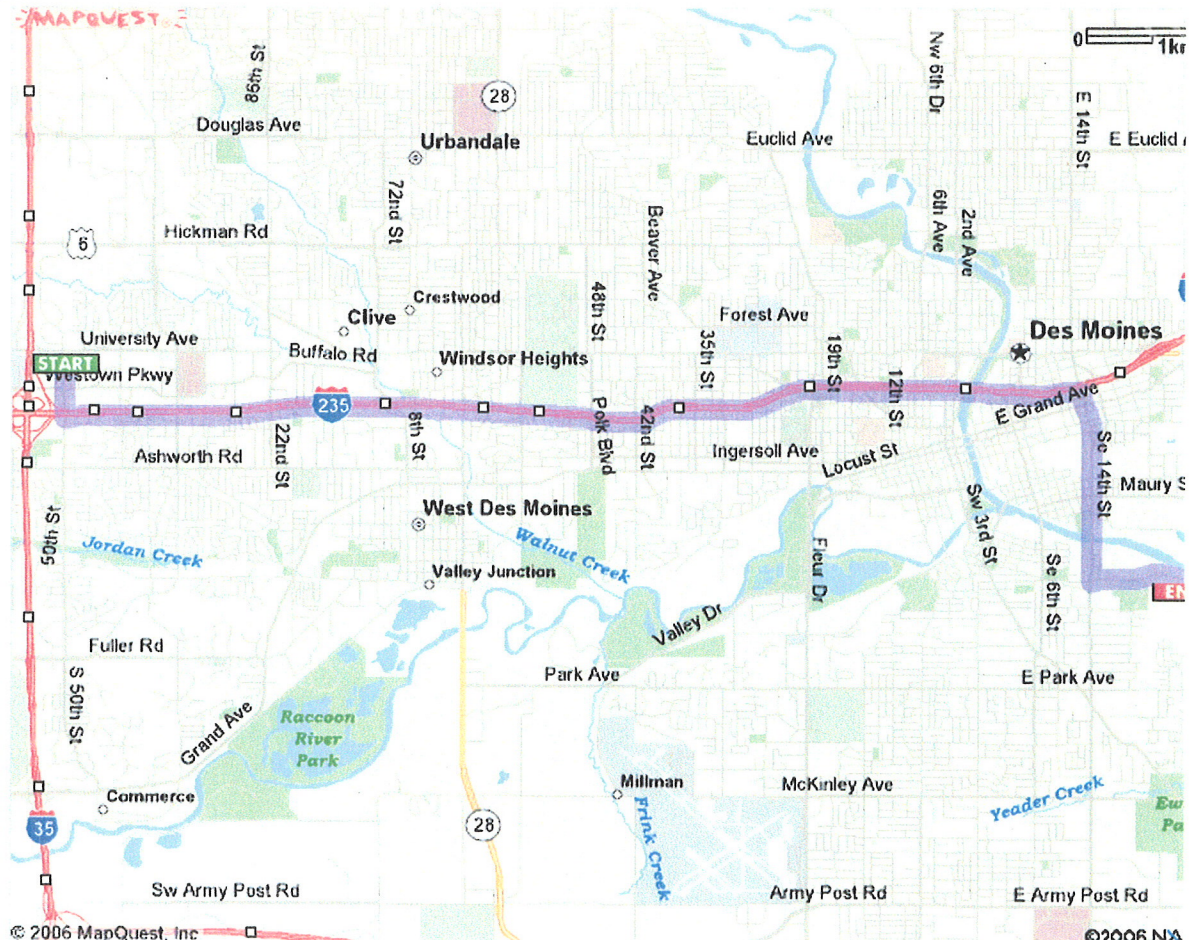 MAPQUEST
0 1k
86th St
28
Nw 6th Dr
E 14th St
Douglas Ave
Urbandale
Euclid Ave
E Euclid
72nd St
Beaver Ave
6th Ave
2nd Ave
Hickman Rd
6
Crestwood
48th St
Forest Ave
Clive
University Ave
Buffalo Rd
Windsor Heights
35th St
19th St
Des Moines
START
Westown Pkwy
235
12th St
E Grand Ave
Polk Blvd
42nd St
8th St
22nd St
Ashworth Rd
Ingersoll Ave
Locust St
Se 14th St
Maury S
West Des Moines
50th St
Jordan Creek
Walnut Creek
Sw 3rd St
Fleur Dr
Se 6th St
Valley Junction
EN
Valley Dr
Fuller Rd
Park Ave
E Park Ave
S 50th St
Grand Ave
Raccoon
River
Park
Millman
McKinley Ave
Yeader Creek
Commerce
Frink Creek
Ew
Pa
35
28
Sw Army Post Rd
Army Post Rd
E Army Post Rd
© 2006 MapQuest, Inc
©2006 NA